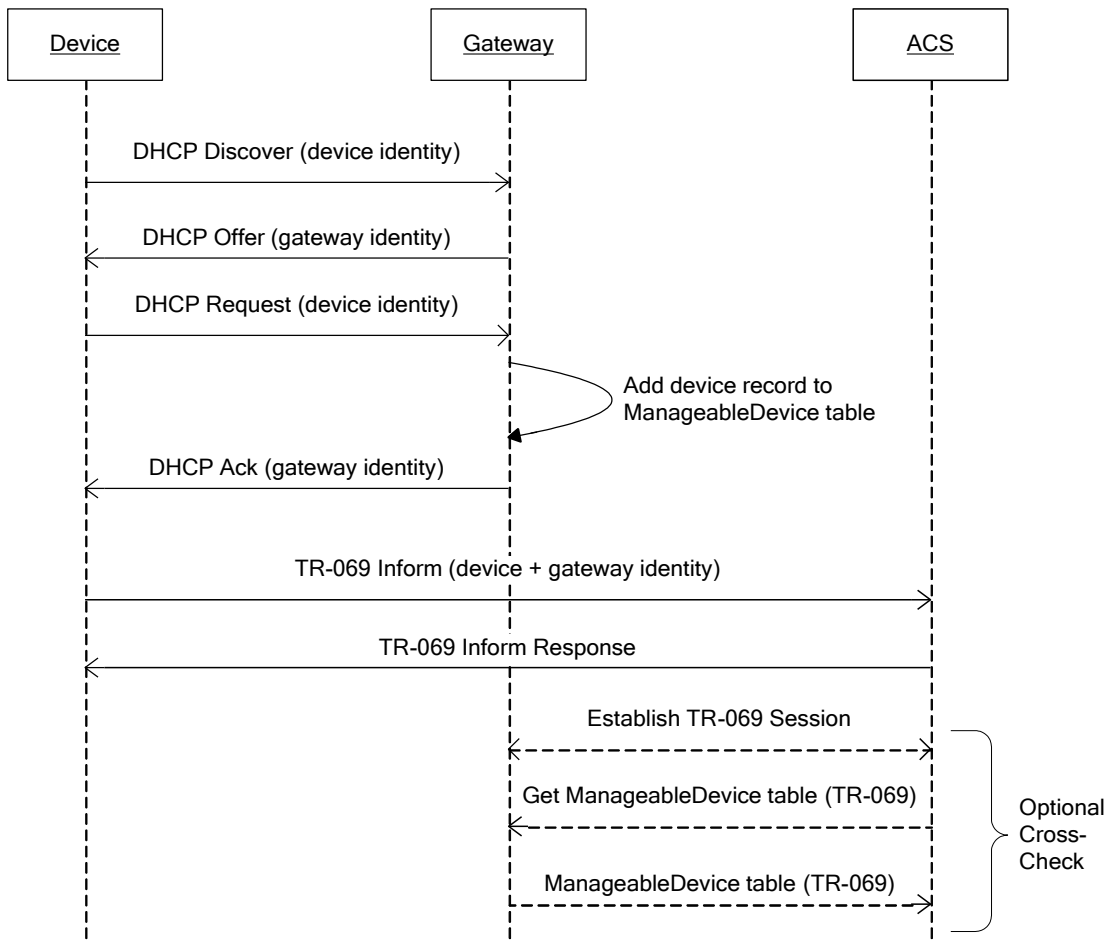 Device
Gateway
ACS
DHCP Discover (device identity)
DHCP Offer (gateway identity)
DHCP Request (device identity)
Add device record to
ManageableDevice table
DHCP Ack (gateway identity)
TR-069 Inform (device + gateway identity)
TR-069 Inform Response
Establish TR-069 Session
Get ManageableDevice table (TR-069)
ManageableDevice table (TR-069)
Optional
Cross-
Check